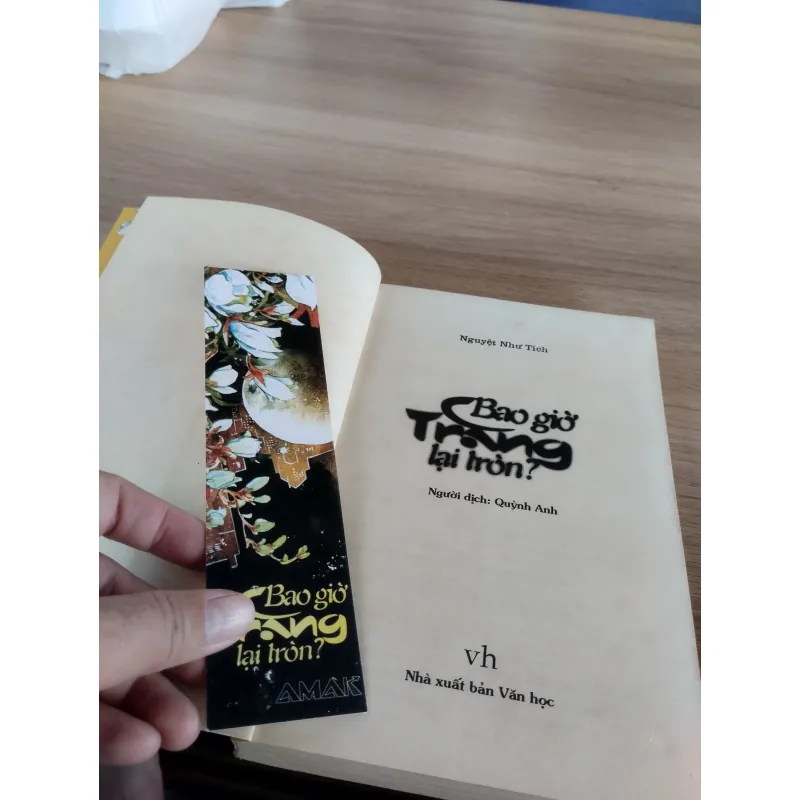 Bao giờ
Trăng
lại tròn?
AMAK
Nguyệt Như Tích
Bao giờ
Trăng
lại tròn?
Người dịch: Quỳnh Anh
vh
Nhà xuất bản Văn học